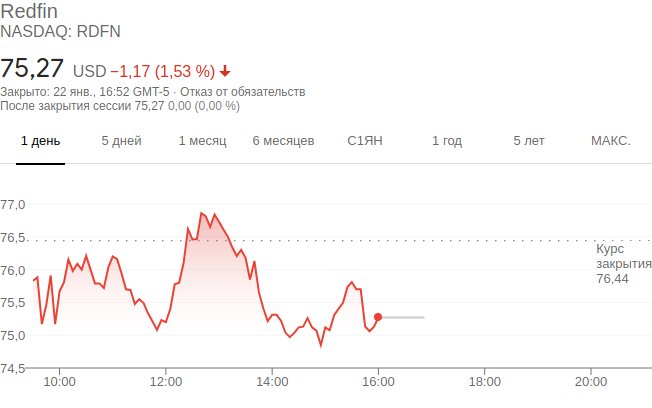 Redfin
NASDAQ: RDFN
75,27 USD −1,17 (1,53 %)
Закрыто: 22 янв., 16:52 GMT-5 · Отказ от обязательств
После закрытия сессии 75,27 0,00 (0,00 %)
1 день 5 дней 1 месяц 6 месяцев С1ЯН 1 год 5 лет МАКС.
77,0
76,5
Курс
закрытия
76,44
76,0
75,5
75,0
74,5
10:00 12:00 14:00 16:00 18:00 20:00